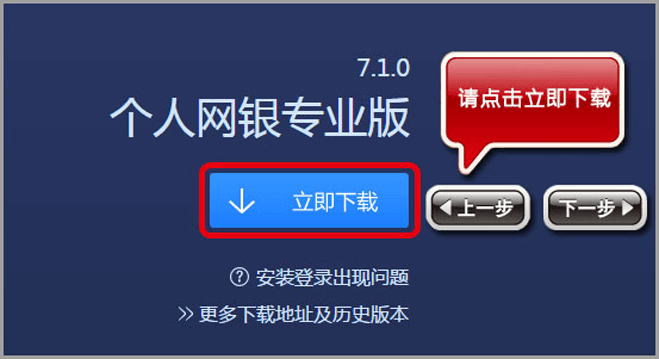 7.1.0
个人网银专业版
请点击立即下载
立即下载
上一步
下一步
安装登录出现问题
更多下载地址及历史版本